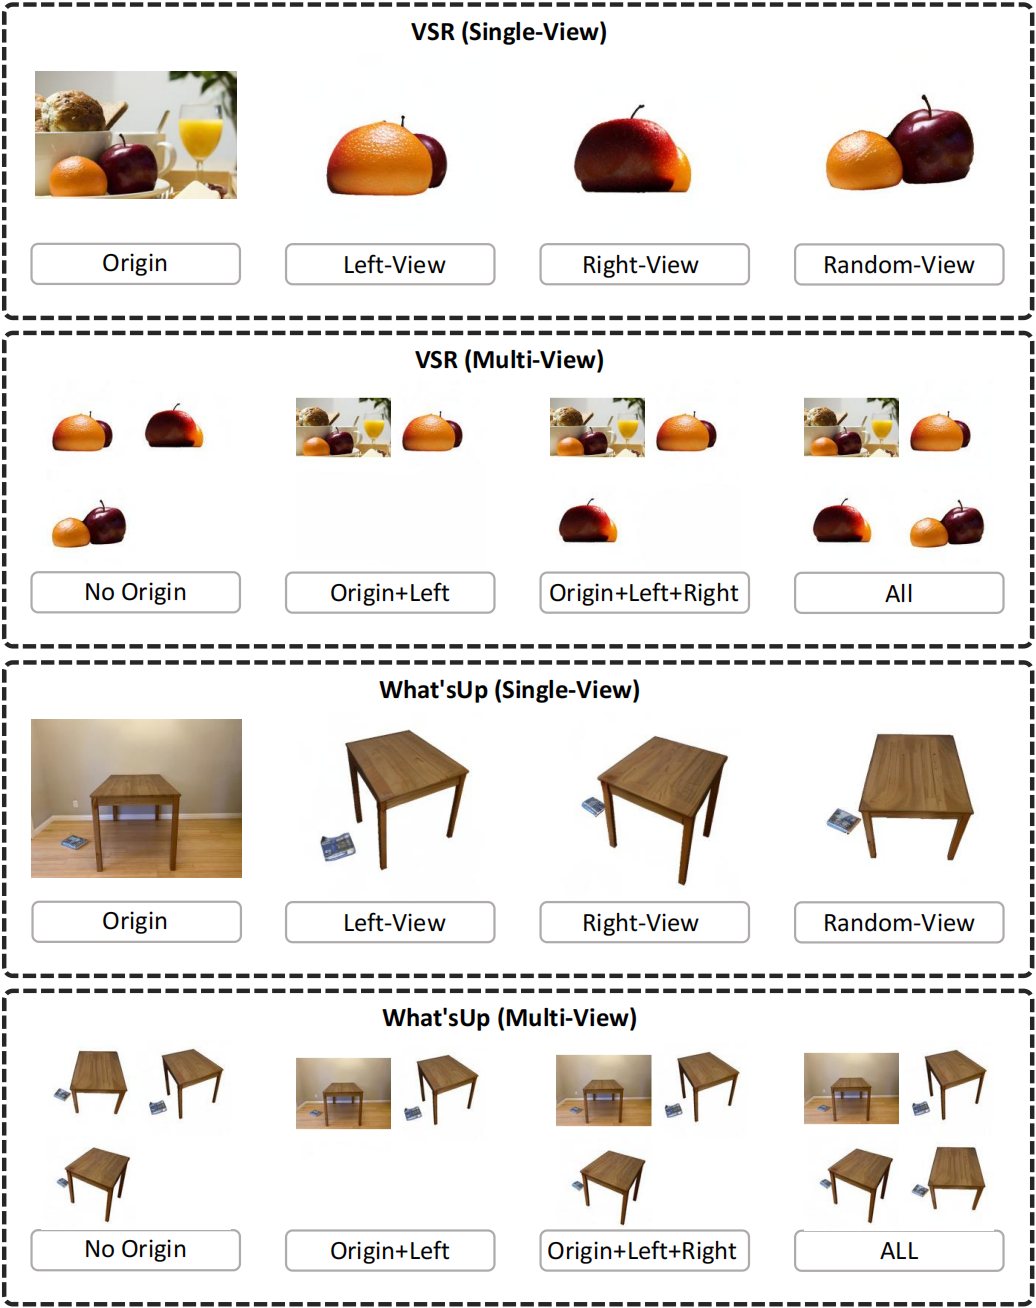 VSR (Single-View)
Origin
Left-View
Right-View
Random-View
VSR (Multi-View)
No Origin
Origin+Left
Origin+Left+Right
All
What'sUp (Single-View)
Origin
Left-View
Right-View
Random-View
What'sUp (Multi-View)
No Origin
Origin+Left
Origin+Left+Right
ALL